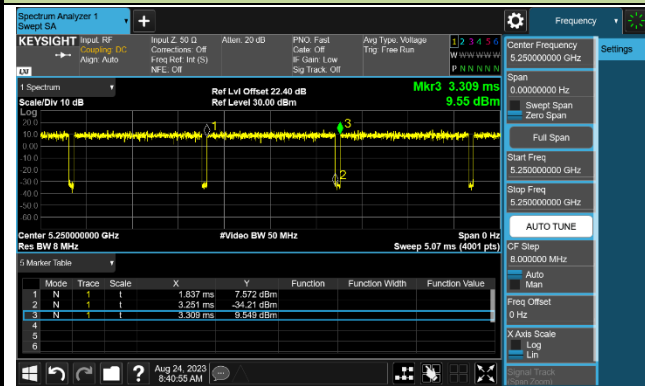 Spectrum Analyzer 1
Swept SA
Frequency
KEYSIGHT
Input: RF
Coupling: DC
Align: Auto
Input Z: 50 Ω
Corrections: Off
Freq Ref: Int (S)
NFE: Off
Atten: 20 dB
PNO: Fast
Gate: Off
IF Gain: Low
Sig Track: Off
Avg Type: Voltage
Trig: Free Run
1 2 3 4 5 6
W W W W W W
P N N N N N
LXI
1 Spectrum
Scale/Div 10 dB
Ref Lvl Offset 22.40 dB
Ref Level 30.00 dBm
Mkr3 3.309 ms
9.55 dBm
Log
20.0
10.0
0.00
-10.0
-20.0
-30.0
-40.0
-50.0
-60.0
1
2
3
Center 5.250000000 GHz
Res BW 8 MHz
#Video BW 50 MHz
Span 0 Hz
Sweep 5.07 ms (4001 pts)
5 Marker Table
Mode Trace Scale X Y Function Function Width Function Value
1 N 1 t 1.837 ms 7.572 dBm
2 N 1 t 3.251 ms -34.21 dBm
3 N 1 t 3.309 ms 9.549 dBm
4
5
6
Aug 24, 2023
8:40:55 AM
Center Frequency
5.250000000 GHz
Settings
Span
0.00000000 Hz
Swept Span
Zero Span
Full Span
Start Freq
5.250000000 GHz
Stop Freq
5.250000000 GHz
AUTO TUNE
CF Step
8.000000 MHz
Auto
Man
Freq Offset
0 Hz
X Axis Scale
Log
Lin
Signal Track
(Span Zoom)